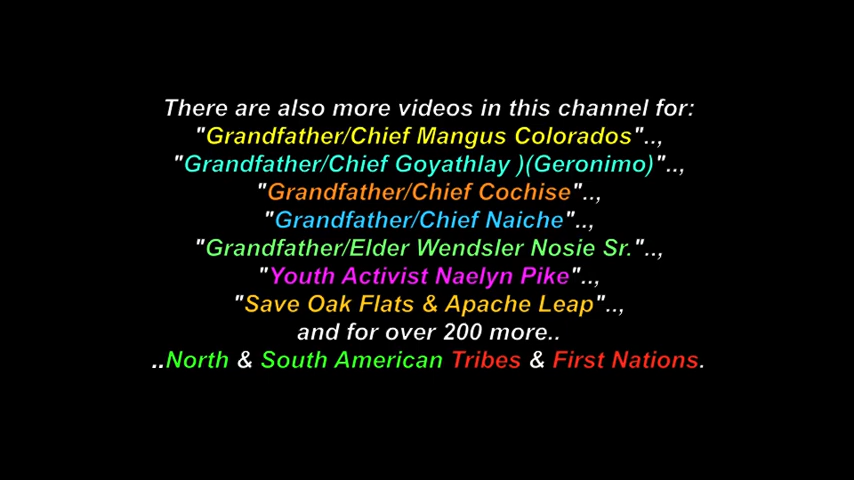 There are also more videos in this channel for:
"Grandfather/Chief Mangus Colorados"..,
"Grandfather/Chief Goyathlay )(Geronimo)"..,
"Grandfather/Chief Cochise"..,
"Grandfather/Chief Naiche"..,
"Grandfather/Elder Wendsler Nosie Sr."..,
"Youth Activist Naelyn Pike"..,
"Save Oak Flats & Apache Leap"..,
and for over 200 more..
..North & South American Tribes & First Nations.